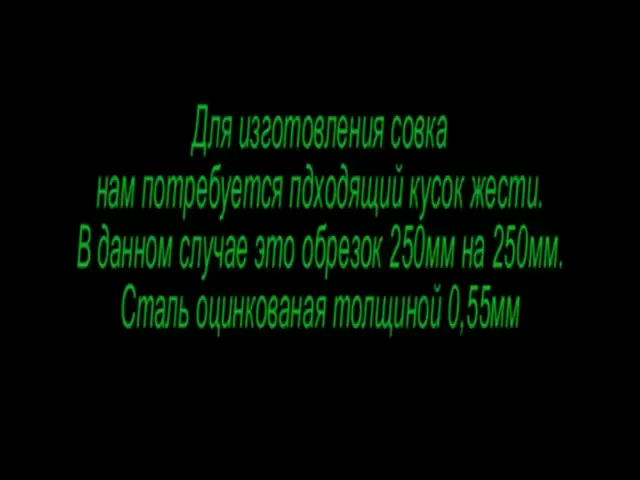 Для изготовления совка
нам потребуется пдходящий кусок жести.
В данном случае это обрезок 250мм на 250мм.
Сталь оцинкованая толщиной 0,55мм